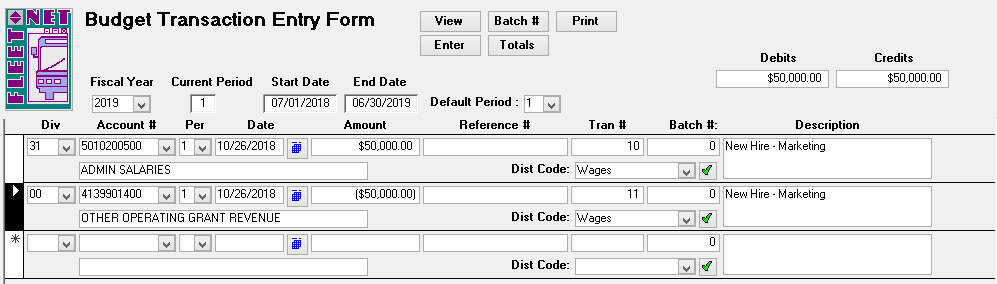 FLEET NET
Budget Transaction Entry Form
View Batch # Print
Enter Totals
Debits Credits
$50,000.00 $50,000.00
Fiscal Year Current Period Start Date End Date
2019 1 07/01/2018 06/30/2019 Default Period : 1
Div Account # Per Date Amount Reference # Tran # Batch #: Description
31 5010200500 1 10/26/2018 $50,000.00 10 0 New Hire - Marketing
ADMIN SALARIES Dist Code: Wages
00 4139901400 1 10/26/2018 ($50,000.00) 11 0 New Hire - Marketing
OTHER OPERATING GRANT REVENUE Dist Code: Wages
* 0
Dist Code: